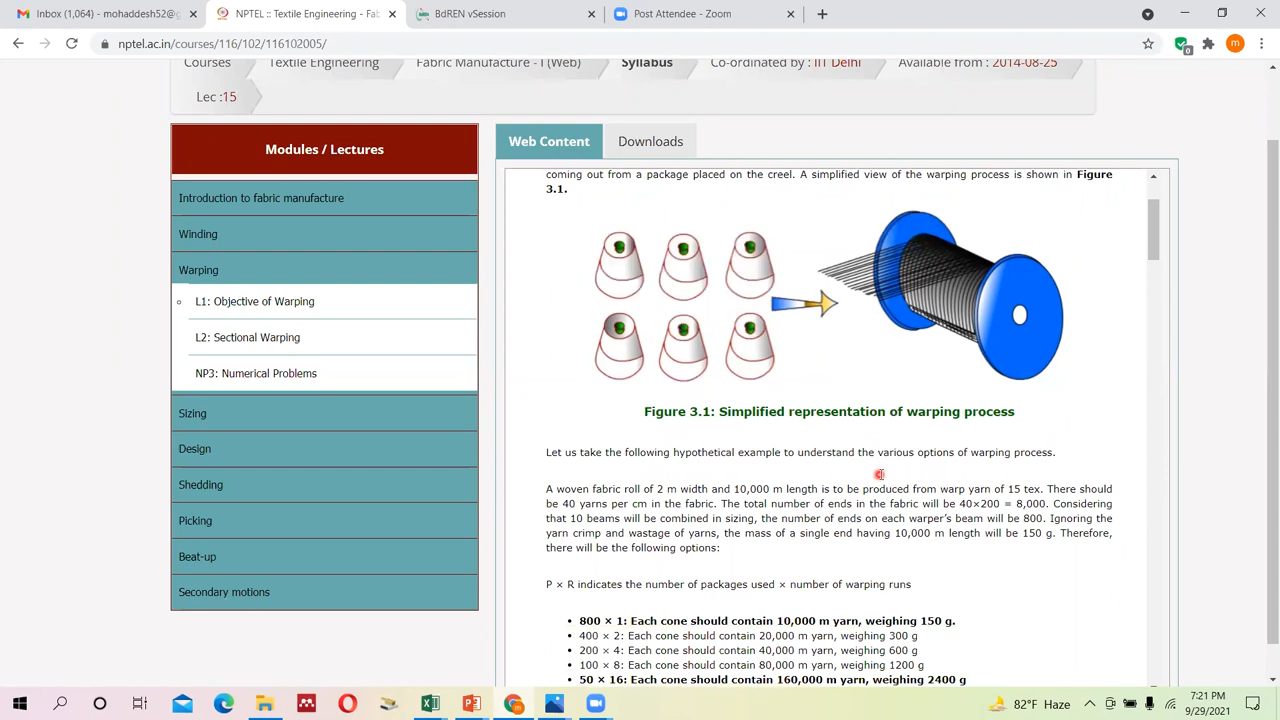 Inbox (1,064) - mohaddesh52@g
NPTEL :: Textile Engineering - Fab
BdREN vSession
Post Attendee - Zoom
nptel.ac.in/courses/116/102/116102005/
0
m
Courses
Textile Engineering
Fabric Manufacture - I (Web)
Syllabus
Co-ordinated by : IIT Delhi
Available from : 2014-08-25
Lec :15
Modules / Lectures
Introduction to fabric manufacture
Winding
Warping
L1: Objective of Warping
L2: Sectional Warping
NP3: Numerical Problems
Sizing
Design
Shedding
Picking
Beat-up
Secondary motions
Web Content
Downloads
coming out from a package placed on the creel. A simplified view of the warping process is shown in Figure
3.1.
Figure 3.1: Simplified representation of warping process
Let us take the following hypothetical example to understand the various options of warping process.
A woven fabric roll of 2 m width and 10,000 m length is to be produced from warp yarn of 15 tex. There should
be 40 yarns per cm in the fabric. The total number of ends in the fabric will be 40×200 = 8,000. Considering
that 10 beams will be combined in sizing, the number of ends on each warper's beam will be 800. Ignoring the
yarn crimp and wastage of yarns, the mass of a single end having 10,000 m length will be 150 g. Therefore,
there will be the following options:
P × R indicates the number of packages used × number of warping runs
• 800 × 1: Each cone should contain 10,000 m yarn, weighing 150 g.
• 400 × 2: Each cone should contain 20,000 m yarn, weighing 300 g
• 200 × 4: Each cone should contain 40,000 m yarn, weighing 600 g
• 100 × 8: Each cone should contain 80,000 m yarn, weighing 1200 g
• 50 × 16: Each cone should contain 160,000 m yarn, weighing 2400 g
82°F Haze
7:21 PM
9/29/2021